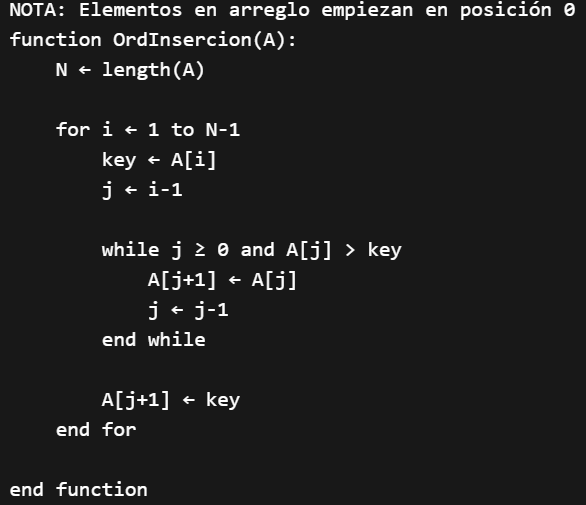 NOTA: Elementos en arreglo empiezan en posición 0
function OrdInsercion(A):
N ← length(A)
for i ← 1 to N-1
key ← A[i]
j ← i-1
while j ≥ 0 and A[j] > key
A[j+1] ← A[j]
j ← j-1
end while
A[j+1] ← key
end for
end function